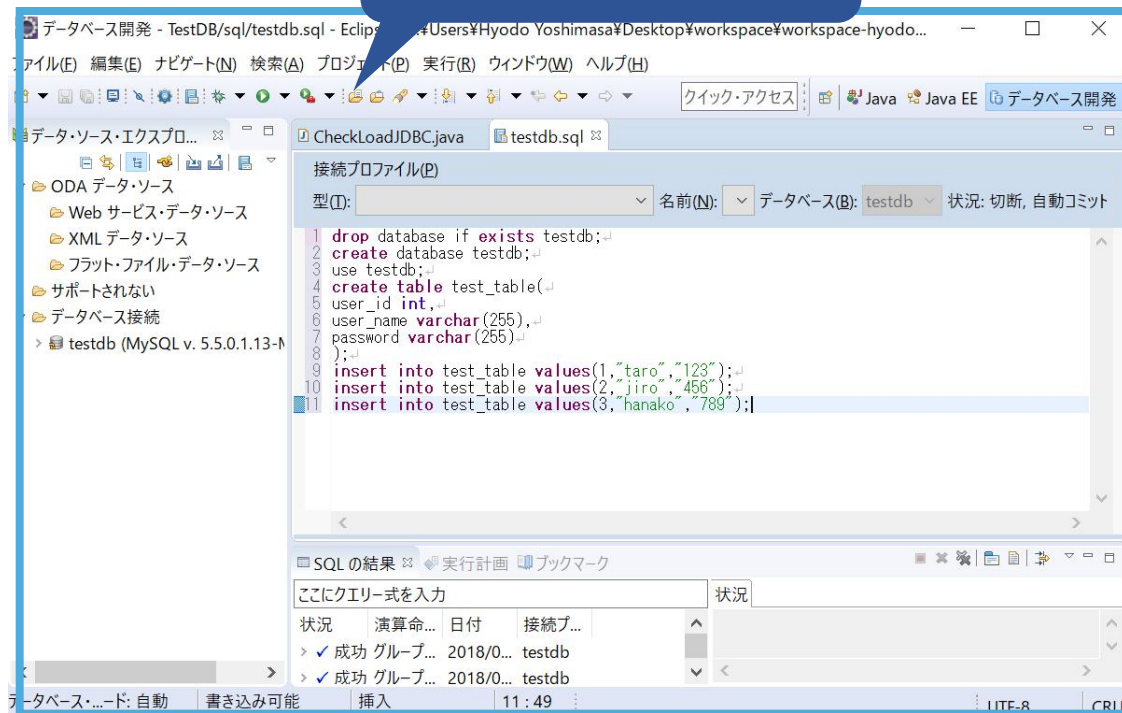 データベース開発 - TestDB/sql/testdb.sql - Eclips ¥Users¥Hyodo Yoshimasa¥Desktop¥workspace¥workspace-hyodo...
ァイル(F) 編集(E) ナビゲート(N) 検索(A) プロジェクト(P) 実行(R) ウィンドウ(W) ヘルプ(H)
クイック・アクセス Java Java EE データベース開発
データ・ソース・エクスプロ...
ODA データ・ソース
Web サービス・データ・ソース
XML データ・ソース
フラット・ファイル・データ・ソース
サポートされない
データベース接続
testdb (MySQL v. 5.5.0.1.13-M
CheckLoadJDBC.java testdb.sql
接続プロファイル(P)
型(T): 名前(N): データベース(B): testdb 状況: 切断, 自動コミット
1 drop database if exists testdb;
2 create database testdb;
3 use testdb;
4 create table test_table(
5 user_id int,
6 user_name varchar(255),
7 password varchar(255)
8 );
9 insert into test_table values(1,"taro","123");
10 insert into test_table values(2,"jiro","456");
11 insert into test_table values(3,"hanako","789");
SQL の結果 実行計画 ブックマーク
ここにクエリー式を入力 状況
状況 演算命... 日付 接続プ...
成功 グループ... 2018/0... testdb
成功 グループ... 2018/0... testdb
データベース・...ード: 自動 書き込み可能 挿入 11 : 49 UTF-8 CRL